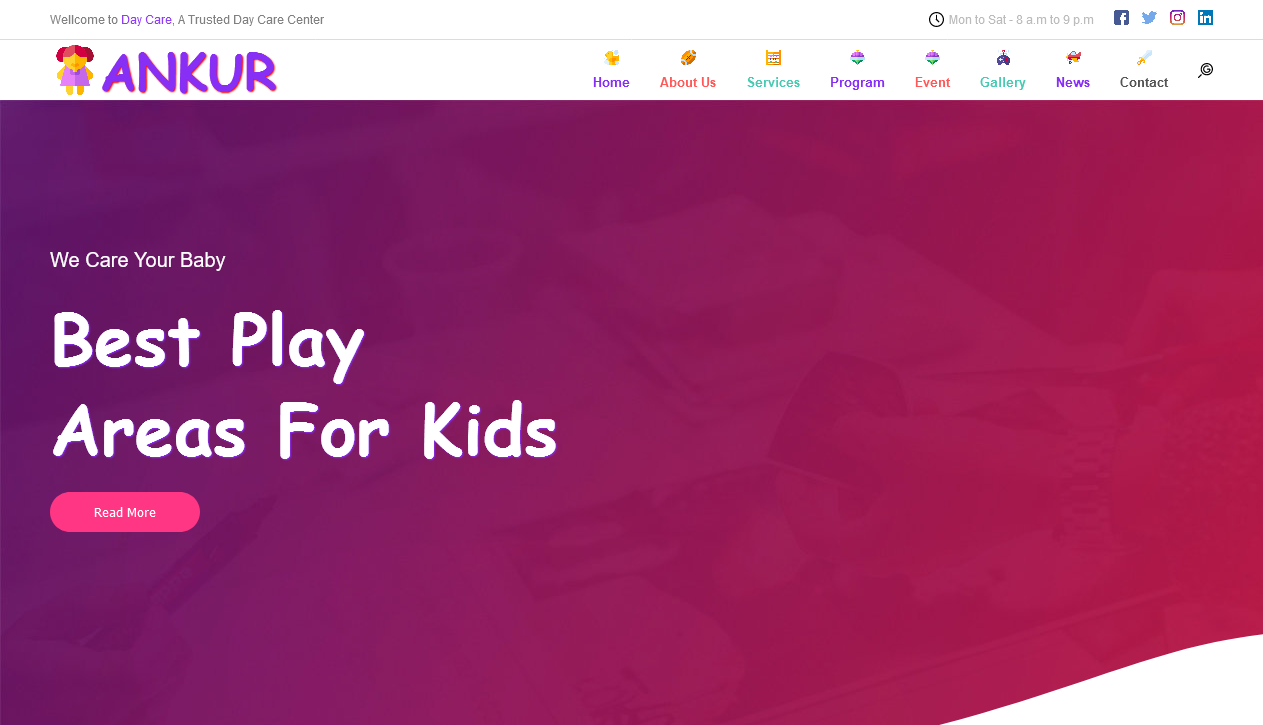 Wellcome to Day Care, A Trusted Day Care Center
Mon to Sat - 8 a.m to 9 p.m
ANKUR
Home About Us Services Program Event Gallery News Contact
We Care Your Baby
Best Play
Areas For Kids
Read More